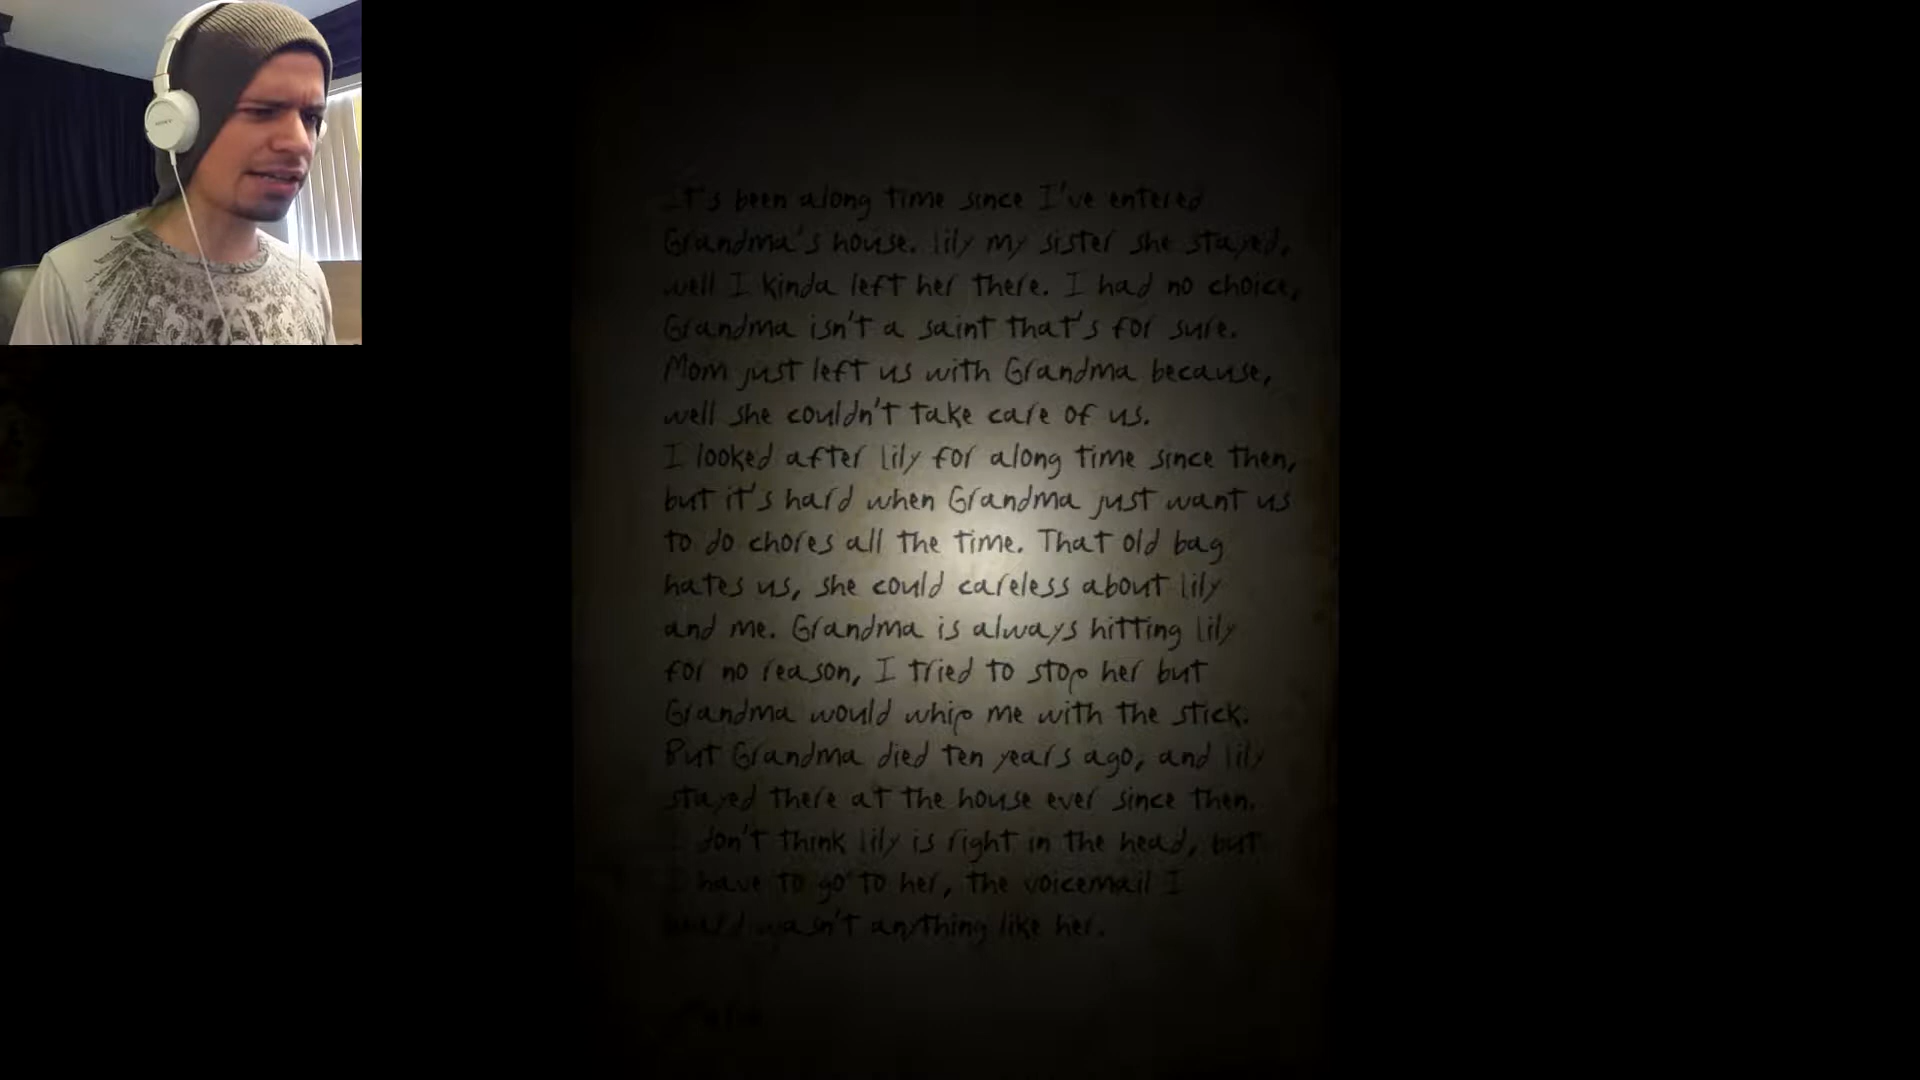 SONY
It's been along time since I've entered
Grandma's house. lily my sister she stayed,
well I kinda left her there. I had no choice,
Grandma isn't a saint that's for sure.
Mom just left us with Grandma because,
well she couldn't take care of us.
I looked after lily for along time since then,
but it's hard when Grandma just want us
to do chores all the time. That old bag
hates us, she could careless about lily
and me. Grandma is always hitting lily
for no reason, I tried to stop her but
Grandma would whip me with the stick.
But Grandma died ten years ago, and lily
stayed there at the house ever since then.
I don't think lily is right in the head, but
I have to go to her, the voicemail I
heard wasn't anything like her.